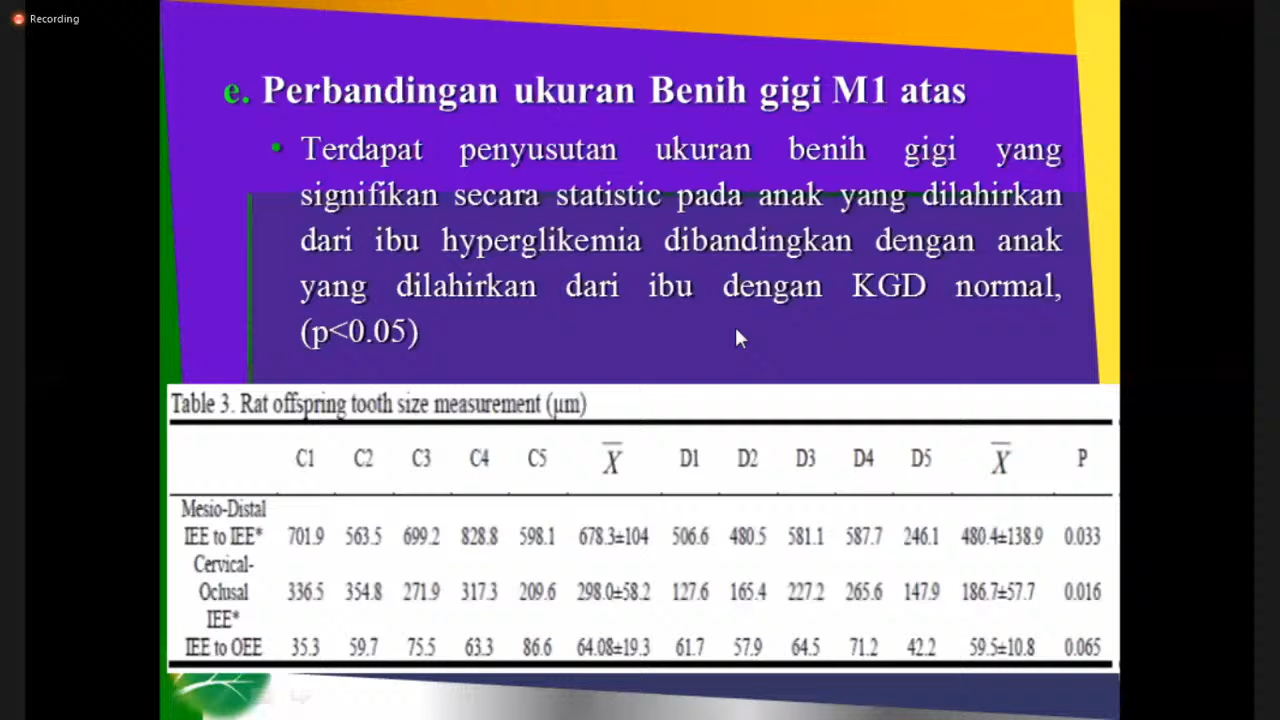 Recording
e. Perbandingan ukuran Benih gigi M1 atas
• Terdapat penyusutan ukuran benih gigi yang
signifikan secara statistic pada anak yang dilahirkan
dari ibu hyperglikemia dibandingkan dengan anak
yang dilahirkan dari ibu dengan KGD normal,
(p<0.05)
Table 3. Rat offspring tooth size measurement (µm)
C1 C2 C3 C4 C5 X̅ D1 D2 D3 D4 D5 X̅ P
Mesio-Distal
IEE to IEE* 701.9 563.5 699.2 828.8 598.1 678.3±104 506.6 480.5 581.1 587.7 246.1 480.4±138.9 0.033
Cervical-
Oclusal 336.5 354.8 271.9 317.3 209.6 298.0±58.2 127.6 165.4 227.2 265.6 147.9 186.7±57.7 0.016
IEE*
IEE to OEE 35.3 59.7 75.5 63.3 86.6 64.08±19.3 61.7 57.9 64.5 71.2 42.2 59.5±10.8 0.065